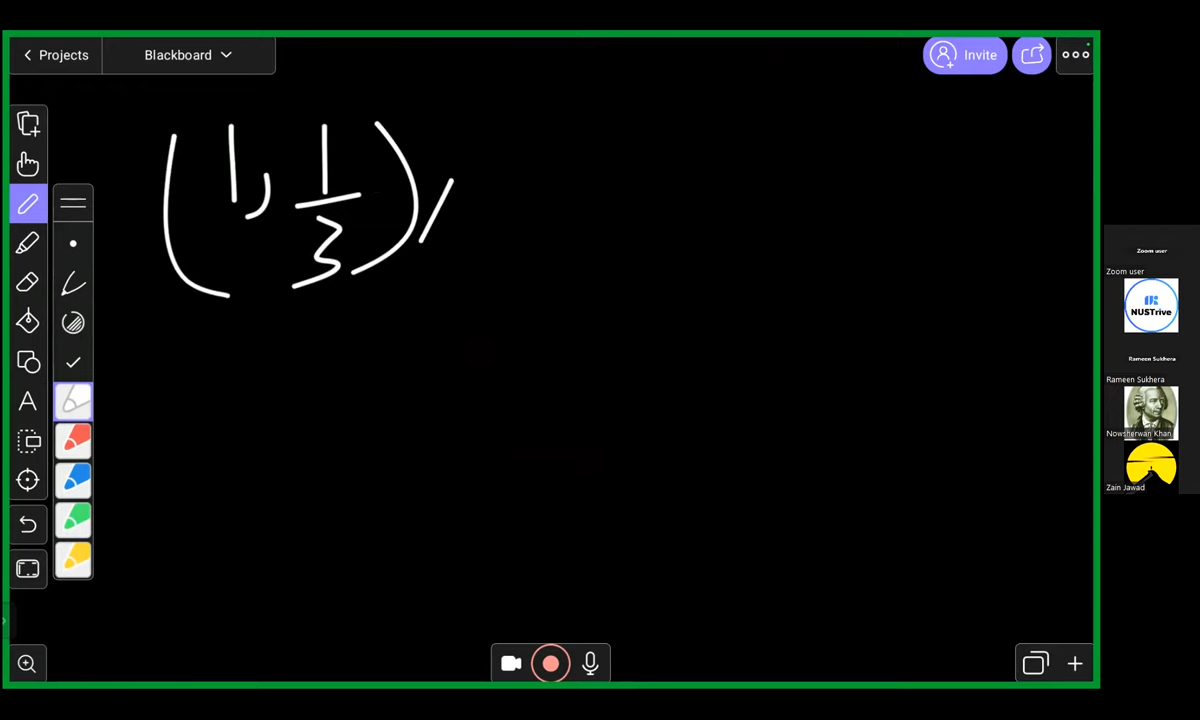 Projects
Blackboard
Invite
(1, 1/3),
A
Zoom user
Zoom user
NUSTrive
Rameen Sukhera
Rameen Sukhera
Nowsherwan Khan
Zain Jawad